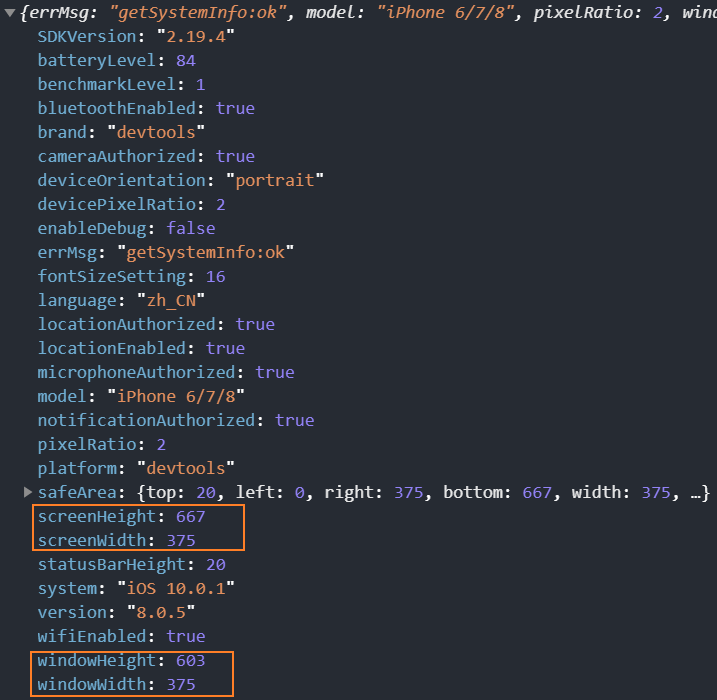 {errMsg: "getSystemInfo:ok", model: "iPhone 6/7/8", pixelRatio: 2, wind
SDKVersion: "2.19.4"
batteryLevel: 84
benchmarkLevel: 1
bluetoothEnabled: true
brand: "devtools"
cameraAuthorized: true
deviceOrientation: "portrait"
devicePixelRatio: 2
enableDebug: false
errMsg: "getSystemInfo:ok"
fontSizeSetting: 16
language: "zh_CN"
locationAuthorized: true
locationEnabled: true
microphoneAuthorized: true
model: "iPhone 6/7/8"
notificationAuthorized: true
pixelRatio: 2
platform: "devtools"
safeArea: {top: 20, left: 0, right: 375, bottom: 667, width: 375, …}
screenHeight: 667
screenWidth: 375
statusBarHeight: 20
system: "iOS 10.0.1"
version: "8.0.5"
wifiEnabled: true
windowHeight: 603
windowWidth: 375